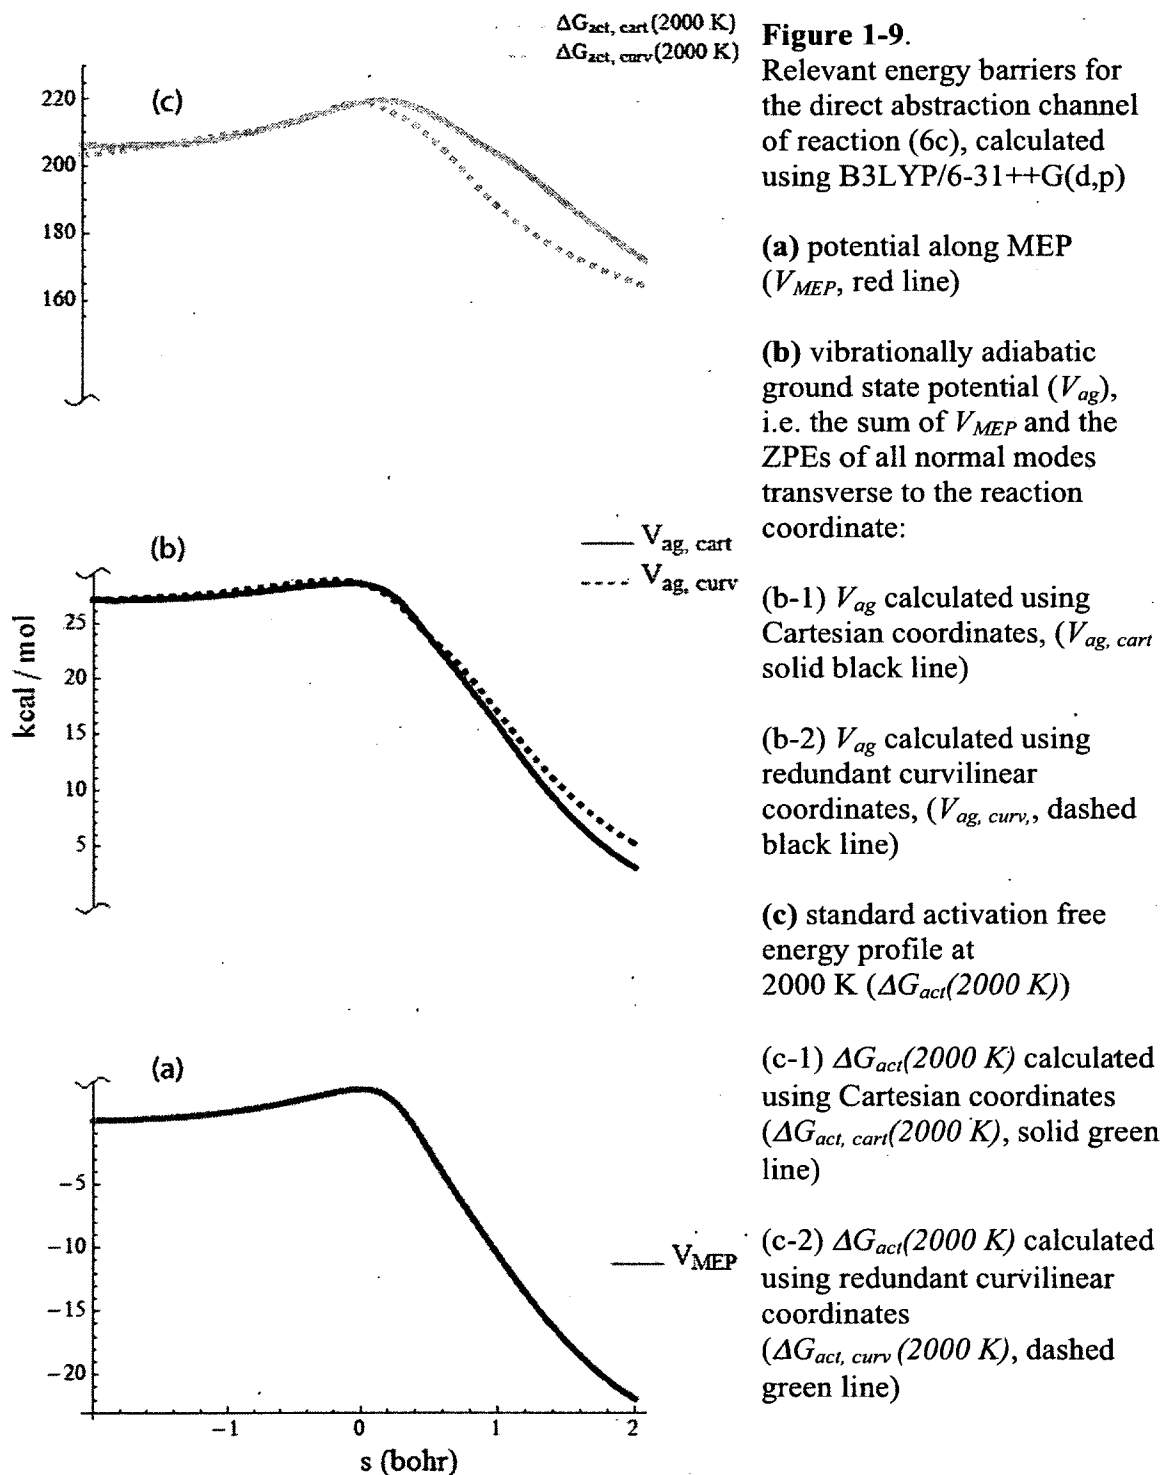 ΔGact, cart(2000 K)
ΔGact, curv(2000 K)
(c)
220
200
180
160
(b)
Vag, cart
Vag, curv
25
20
15
10
5
kcal / mol
(a)
−5
−10
−15
−20
VMEP
−1
0
1
2
s (bohr)
Figure 1-9.
Relevant energy barriers for
the direct abstraction channel
of reaction (6c), calculated
using B3LYP/6-31++G(d,p)
(a) potential along MEP
(VMEP, red line)
(b) vibrationally adiabatic
ground state potential (Vag),
i.e. the sum of VMEP and the
ZPEs of all normal modes
transverse to the reaction
coordinate:
(b-1) Vag calculated using
Cartesian coordinates, (Vag, cart
solid black line)
(b-2) Vag calculated using
redundant curvilinear
coordinates, (Vag, curv,, dashed
black line)
(c) standard activation free
energy profile at
2000 K (ΔGact(2000 K))
(c-1) ΔGact(2000 K) calculated
using Cartesian coordinates
(ΔGact, cart(2000 K), solid green
line)
(c-2) ΔGact(2000 K) calculated
using redundant curvilinear
coordinates
(ΔGact, curv (2000 K), dashed
green line)